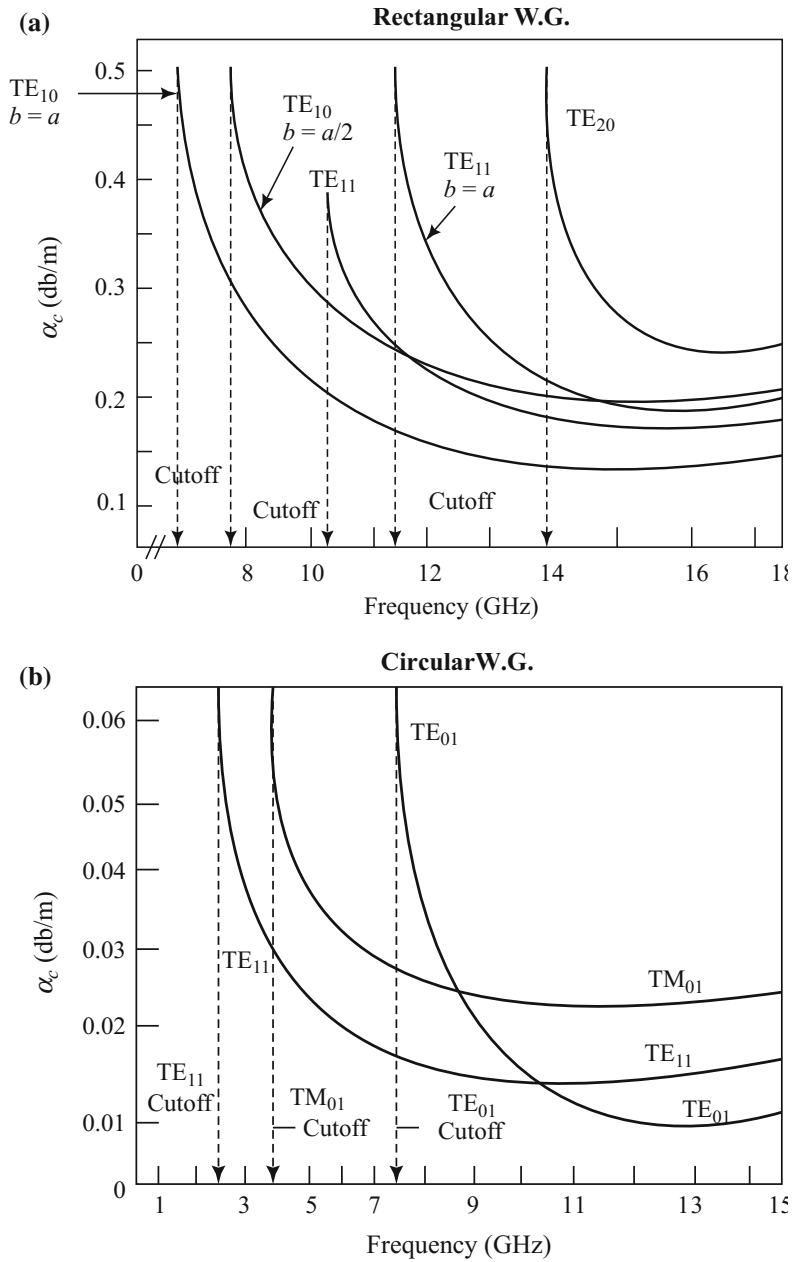 (a)
Rectangular W.G.
0.5
0.4
0.3
0.2
0.1
α_c (db/m)
TE₁₀
b = a
TE₁₀
b = a/2
TE₁₁
TE₁₁
b = a
TE₂₀
Cutoff
Cutoff
Cutoff
0 8 10 12 14 16 18
Frequency (GHz)
(b)
CircularW.G.
0.06
0.05
0.04
0.03
0.02
0.01
0
α_c (db/m)
TE₀₁
TE₁₁
TM₀₁
TE₁₁
TE₀₁
TE₁₁
Cutoff
TM₀₁
Cutoff
TE₀₁
Cutoff
1 3 5 7 9 11 13 15
Frequency (GHz)